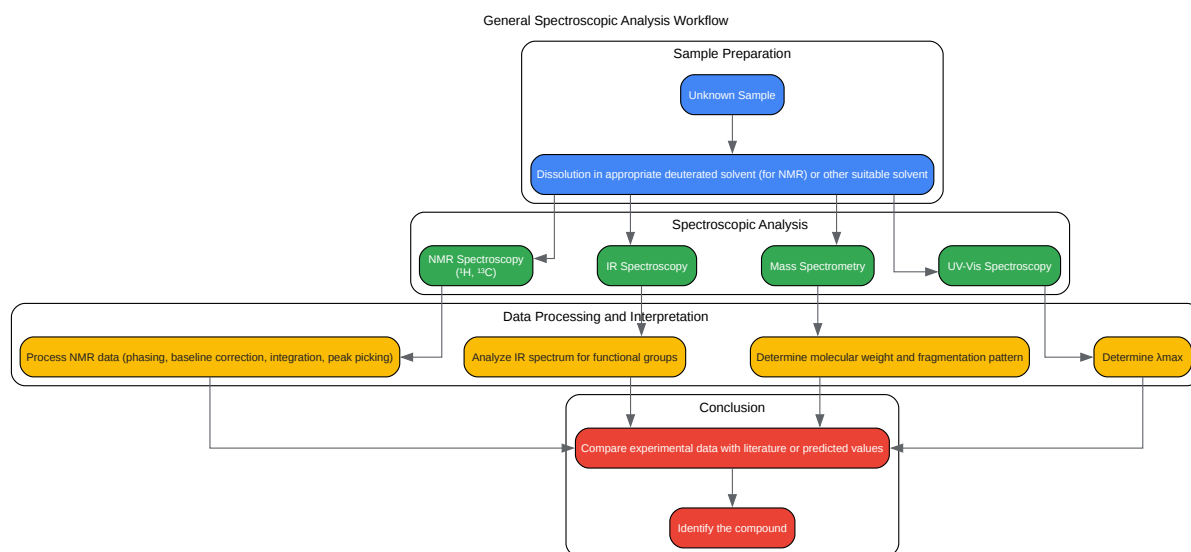 General Spectroscopic Analysis Workflow
Sample Preparation
Unknown Sample
Dissolution in appropriate deuterated solvent (for NMR) or other suitable solvent
Spectroscopic Analysis
NMR Spectroscopy
(¹H, ¹³C)
IR Spectroscopy
Mass Spectrometry
UV-Vis Spectroscopy
Data Processing and Interpretation
Process NMR data (phasing, baseline correction, integration, peak picking)
Analyze IR spectrum for functional groups
Determine molecular weight and fragmentation pattern
Determine λmax
Conclusion
Compare experimental data with literature or predicted values
Identify the compound